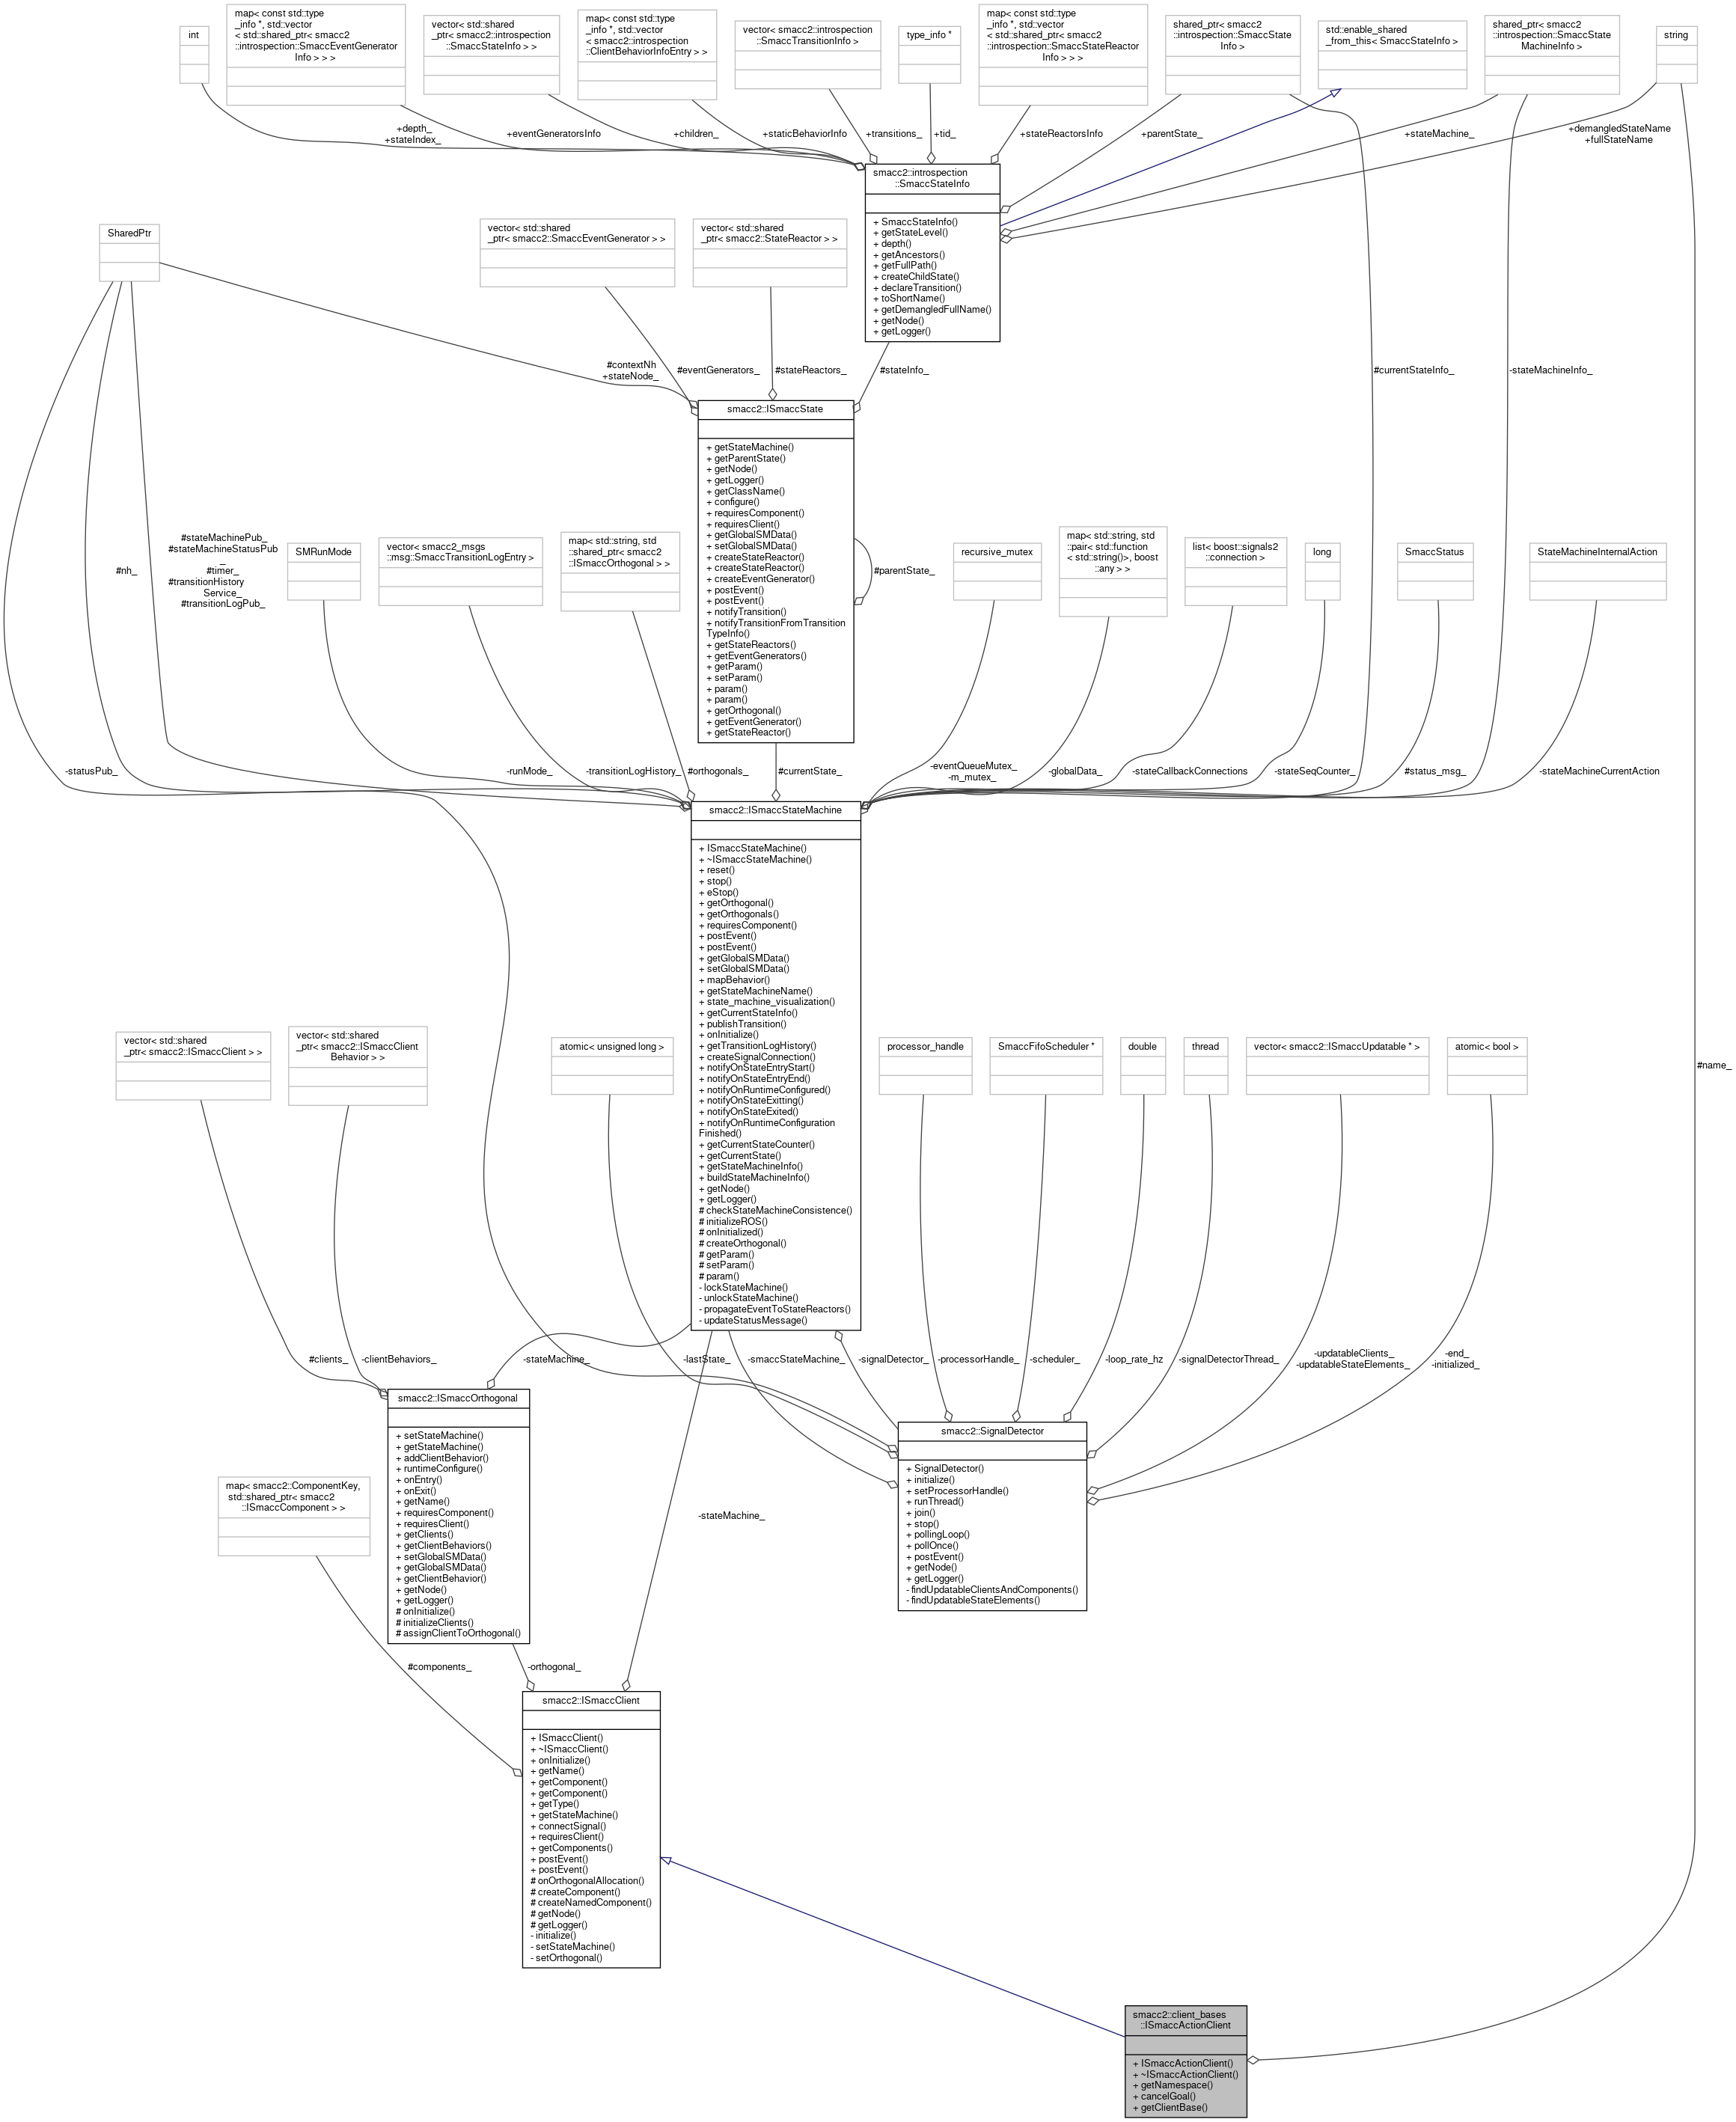 int
map< const std::type
_info *, std::vector
< std::shared_ptr< smacc2
::introspection::SmaccEventGenerator
Info > > >
vector< std::shared
_ptr< smacc2::introspection
::SmaccStateInfo > >
map< const std::type
_info *, std::vector
< smacc2::introspection
::ClientBehaviorInfoEntry > >
vector< smacc2::introspection
::SmaccTransitionInfo >
type_info *
map< const std::type
_info *, std::vector
< std::shared_ptr< smacc2
::introspection::SmaccStateReactor
Info > > >
shared_ptr< smacc2
::introspection::SmaccState
Info >
std::enable_shared
_from_this< SmaccStateInfo >
shared_ptr< smacc2
::introspection::SmaccState
MachineInfo >
string
+depth_
+stateIndex_
+eventGeneratorsInfo
+children_
+staticBehaviorInfo
+transitions_
+tid_
+stateReactorsInfo
+parentState_
+stateMachine_
+demangledStateName
+fullStateName
smacc2::introspection
::SmaccStateInfo
+ SmaccStateInfo()
+ getStateLevel()
+ depth()
+ getAncestors()
+ getFullPath()
+ createChildState()
+ declareTransition()
+ toShortName()
+ getDemangledFullName()
+ getNode()
+ getLogger()
SharedPtr
vector< std::shared
_ptr< smacc2::SmaccEventGenerator > >
vector< std::shared
_ptr< smacc2::StateReactor > >
#contextNh
+stateNode_
#eventGenerators_
#stateReactors_
#stateInfo_
#currentStateInfo_
-stateMachineInfo_
smacc2::ISmaccState
+ getStateMachine()
+ getParentState()
+ getNode()
+ getLogger()
+ getClassName()
+ configure()
+ requiresComponent()
+ requiresClient()
+ getGlobalSMData()
+ setGlobalSMData()
+ createStateReactor()
+ createStateReactor()
+ createEventGenerator()
+ postEvent()
+ postEvent()
+ notifyTransition()
+ notifyTransitionFromTransition
TypeInfo()
+ getStateReactors()
+ getEventGenerators()
+ getParam()
+ setParam()
+ param()
+ param()
+ getOrthogonal()
+ getEventGenerator()
+ getStateReactor()
#parentState_
#nh_
#stateMachinePub_
#stateMachineStatusPub
_
#timer_
#transitionHistory
Service_
#transitionLogPub_
SMRunMode
vector< smacc2_msgs
::msg::SmaccTransitionLogEntry >
map< std::string, std
::shared_ptr< smacc2
::ISmaccOrthogonal > >
recursive_mutex
map< std::string, std
::pair< std::function
< std::string()>, boost
::any > >
list< boost::signals2
::connection >
long
SmaccStatus
StateMachineInternalAction
-statusPub_
-runMode_
-transitionLogHistory_
#orthogonals_
#currentState_
-eventQueueMutex_
-m_mutex_
-globalData_
-stateCallbackConnections
-stateSeqCounter_
#status_msg_
-stateMachineCurrentAction
smacc2::ISmaccStateMachine
+ ISmaccStateMachine()
+ ~ISmaccStateMachine()
+ reset()
+ stop()
+ eStop()
+ getOrthogonal()
+ getOrthogonals()
+ requiresComponent()
+ postEvent()
+ postEvent()
+ getGlobalSMData()
+ setGlobalSMData()
+ mapBehavior()
+ getStateMachineName()
+ state_machine_visualization()
+ getCurrentStateInfo()
+ publishTransition()
+ onInitialize()
+ getTransitionLogHistory()
+ createSignalConnection()
+ notifyOnStateEntryStart()
+ notifyOnStateEntryEnd()
+ notifyOnRuntimeConfigured()
+ notifyOnStateExitting()
+ notifyOnStateExited()
+ notifyOnRuntimeConfiguration
Finished()
+ getCurrentStateCounter()
+ getCurrentState()
+ getStateMachineInfo()
+ buildStateMachineInfo()
+ getNode()
+ getLogger()
# checkStateMachineConsistence()
# initializeROS()
# onInitialized()
# createOrthogonal()
# getParam()
# setParam()
# param()
- lockStateMachine()
- unlockStateMachine()
- propagateEventToStateReactors()
- updateStatusMessage()
vector< std::shared
_ptr< smacc2::ISmaccClient > >
vector< std::shared
_ptr< smacc2::ISmaccClient
Behavior > >
atomic< unsigned long >
processor_handle
SmaccFifoScheduler *
double
thread
vector< smacc2::ISmaccUpdatable * >
atomic< bool >
#name_
#clients_
-clientBehaviors_
-stateMachine_
-lastState_
-smaccStateMachine_
-signalDetector_
-processorHandle_
-scheduler_
-loop_rate_hz
-signalDetectorThread_
-updatableClients_
-updatableStateElements_
-end_
-initialized_
smacc2::ISmaccOrthogonal
+ setStateMachine()
+ getStateMachine()
+ addClientBehavior()
+ runtimeConfigure()
+ onEntry()
+ onExit()
+ getName()
+ requiresComponent()
+ requiresClient()
+ getClients()
+ getClientBehaviors()
+ setGlobalSMData()
+ getGlobalSMData()
+ getClientBehavior()
+ getNode()
+ getLogger()
# onInitialize()
# initializeClients()
# assignClientToOrthogonal()
smacc2::SignalDetector
+ SignalDetector()
+ initialize()
+ setProcessorHandle()
+ runThread()
+ join()
+ stop()
+ pollingLoop()
+ pollOnce()
+ postEvent()
+ getNode()
+ getLogger()
- findUpdatableClientsAndComponents()
- findUpdatableStateElements()
map< smacc2::ComponentKey,
std::shared_ptr< smacc2
::ISmaccComponent > >
-stateMachine_
#components_
-orthogonal_
smacc2::ISmaccClient
+ ISmaccClient()
+ ~ISmaccClient()
+ onInitialize()
+ getName()
+ getComponent()
+ getComponent()
+ getType()
+ getStateMachine()
+ connectSignal()
+ requiresClient()
+ getComponents()
+ postEvent()
+ postEvent()
# onOrthogonalAllocation()
# createComponent()
# createNamedComponent()
# getNode()
# getLogger()
- initialize()
- setStateMachine()
- setOrthogonal()
smacc2::client_bases
::ISmaccActionClient
+ ISmaccActionClient()
+ ~ISmaccActionClient()
+ getNamespace()
+ cancelGoal()
+ getClientBase()